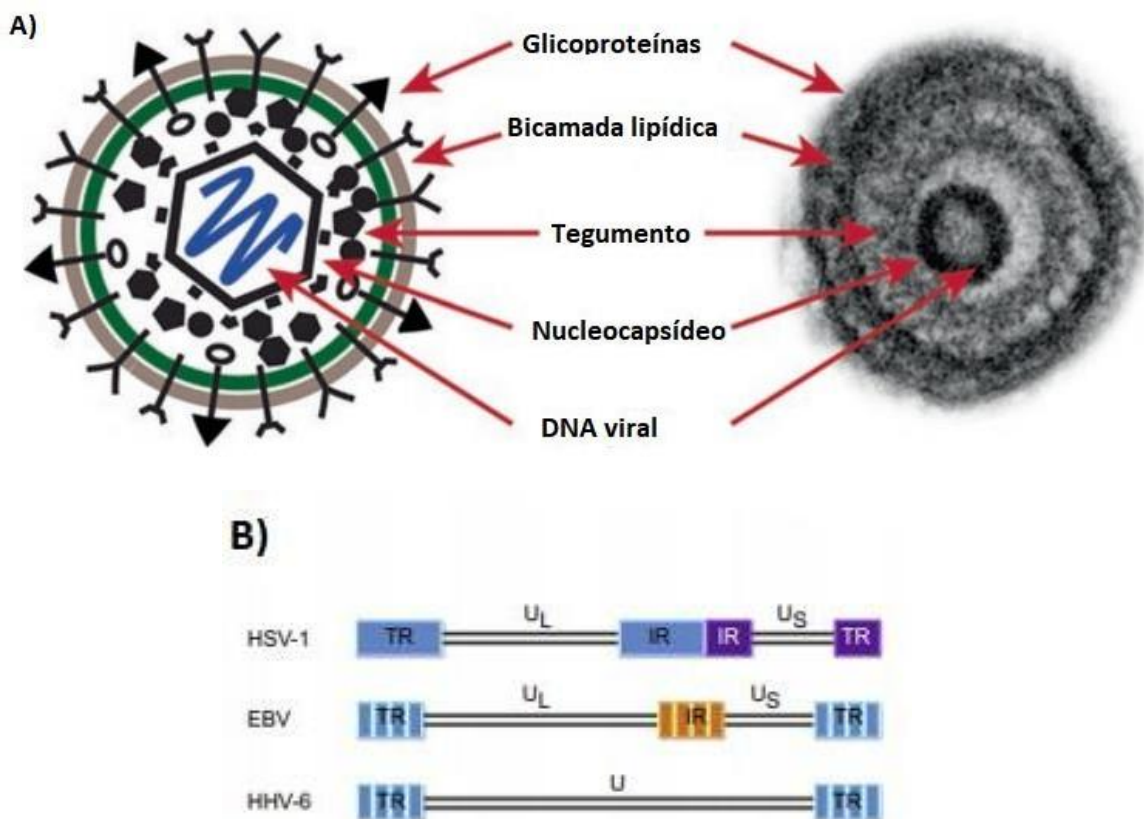 A)
Glicoproteínas
Bicamada lipídica
Tegumento
Nucleocapsídeo
DNA viral
B)
HSV-1 TR UL IR IR US TR
EBV TR UL IR US TR
HHV-6 TR U TR